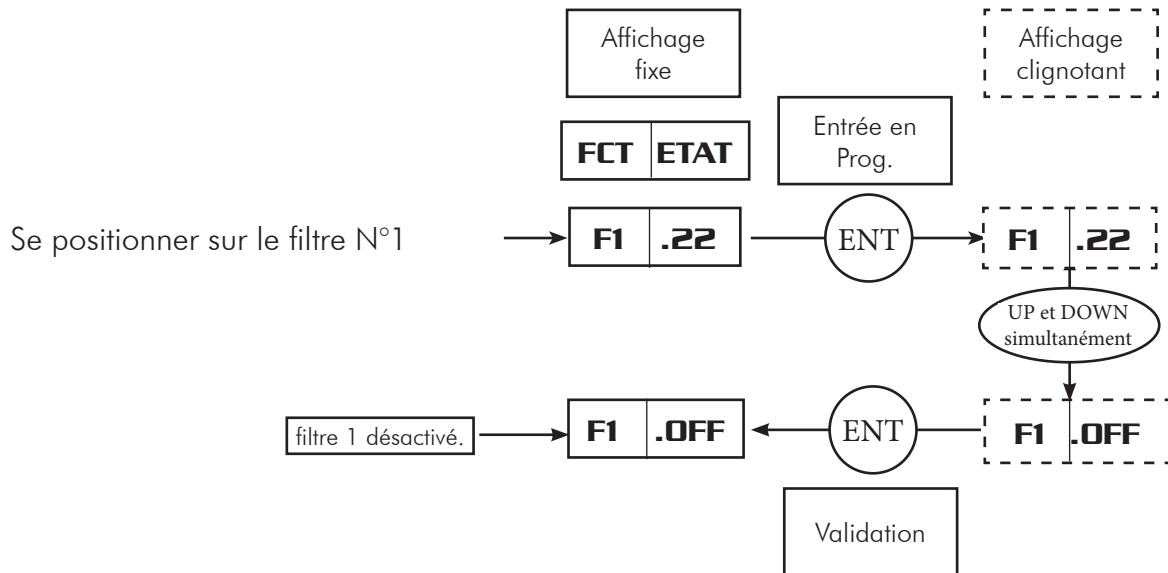 Affichage
fixe
Affichage
clignotant
FCT ETAT
Entrée en
Prog.
Se positionner sur le filtre N°1
F1 .22
ENT
F1 .22
UP et DOWN
simultanément
filtre 1 désactivé.
F1 .OFF
ENT
F1 .OFF
Validation